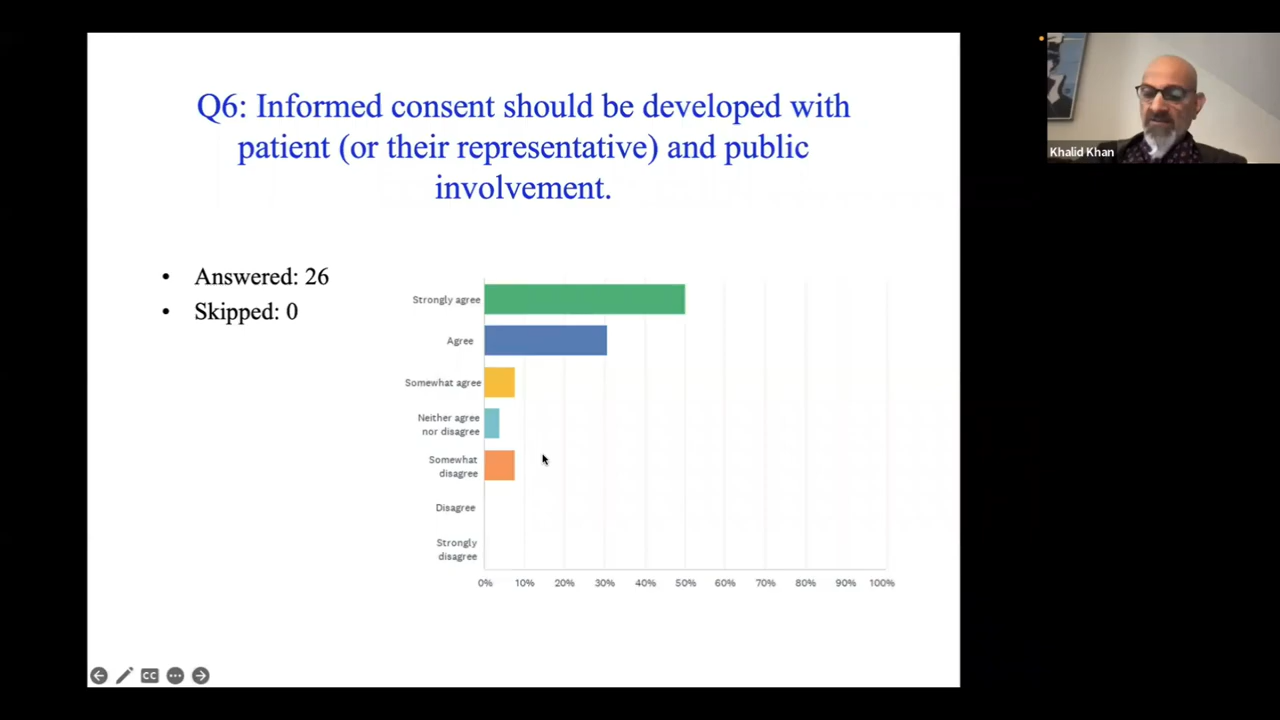 Q6: Informed consent should be developed with
patient (or their representative) and public
involvement.
• Answered: 26
• Skipped: 0
Strongly agree
Agree
Somewhat agree
Neither agree
nor disagree
Somewhat
disagree
Disagree
Strongly
disagree
0% 10% 20% 30% 40% 50% 60% 70% 80% 90% 100%
CC
Khalid Khan